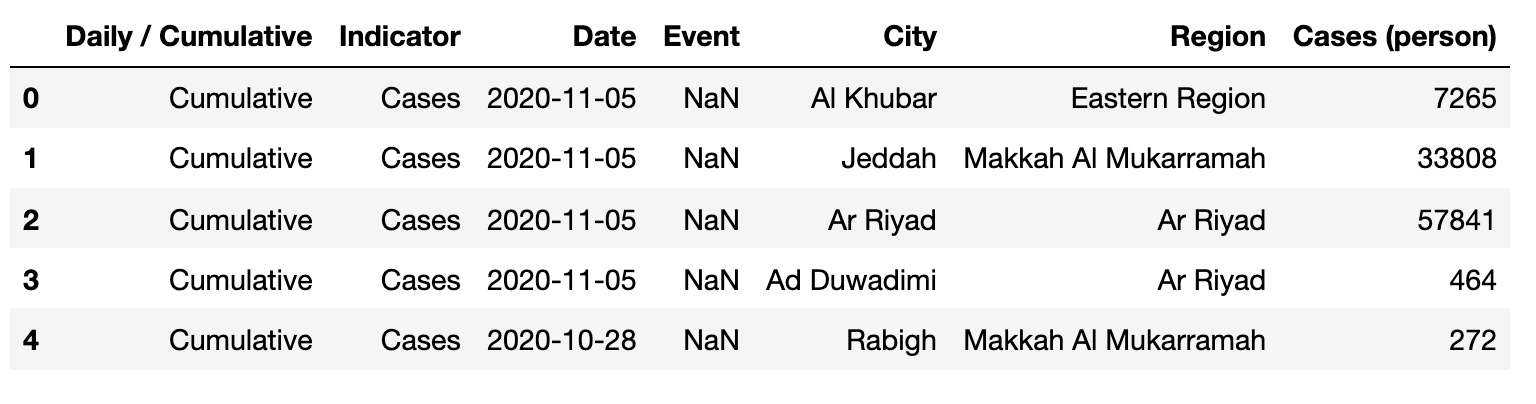 Daily / Cumulative Indicator Date Event City Region Cases (person)
0 Cumulative Cases 2020-11-05 NaN Al Khubar Eastern Region 7265
1 Cumulative Cases 2020-11-05 NaN Jeddah Makkah Al Mukarramah 33808
2 Cumulative Cases 2020-11-05 NaN Ar Riyad Ar Riyad 57841
3 Cumulative Cases 2020-11-05 NaN Ad Duwadimi Ar Riyad 464
4 Cumulative Cases 2020-10-28 NaN Rabigh Makkah Al Mukarramah 272